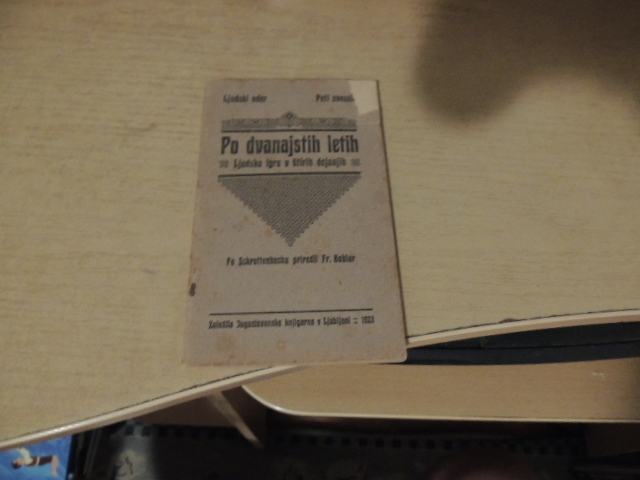 Ljudski oder Peti zvezek
Po dvanajstih letih
Ljudska igra v štirih dejanjih
Po Schrottenbachu priredil Fr.
Založila Jugoslovanska knjigarna v Ljubljani :: 1923